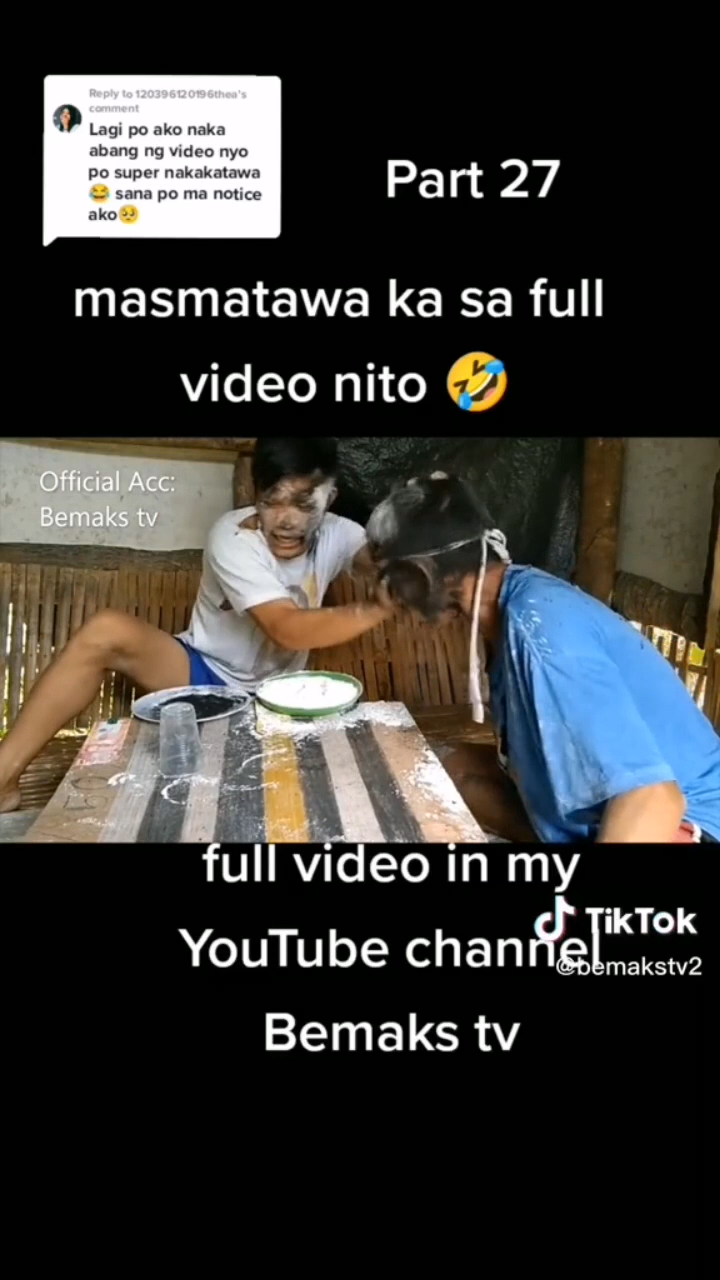 Reply to 120396120196thea's
comment
Lagi po ako naka
abang ng video nyo
po super nakakatawa
😂 sana po ma notice
ako🥺
Part 27
masmatawa ka sa full
video nito 🤣
Official Acc:
Bemaks tv
full video in my
YouTube channel
Bemaks tv
TikTok
@bemakstv2